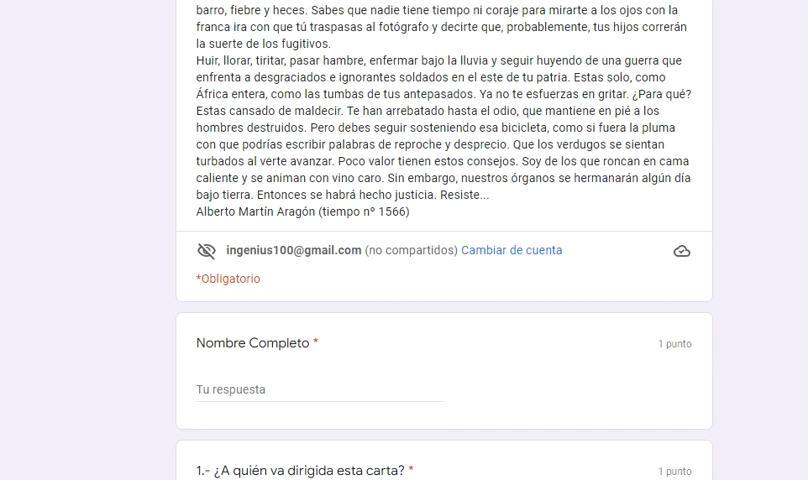 barro, fiebre y heces. Sabes que nadie tiene tiempo ni coraje para mirarte a los ojos con la
franca ira con que tú traspasas al fotógrafo y decirte que, probablemente, tus hijos correrán
la suerte de los fugitivos.
Huir, llorar, tiritar, pasar hambre, enfermar bajo la lluvia y seguir huyendo de una guerra que
enfrenta a desgraciados e ignorantes soldados en el este de tu patria. Estas solo, como
África entera, como las tumbas de tus antepasados. Ya no te esfuerzas en gritar. ¿Para qué?
Estas cansado de maldecir. Te han arrebatado hasta el odio, que mantiene en pié a los
hombres destruidos. Pero debes seguir sosteniendo esa bicicleta, como si fuera la pluma
con que podrías escribir palabras de reproche y desprecio. Que los verdugos se sientan
turbados al verte avanzar. Poco valor tienen estos consejos. Soy de los que roncan en cama
caliente y se animan con vino caro. Sin embargo, nuestros órganos se hermanarán algún día
bajo tierra. Entonces se habrá hecho justicia. Resiste...
Alberto Martín Aragón (tiempo nº 1566)
ingenius100@gmail.com (no compartidos) Cambiar de cuenta
*Obligatorio
Nombre Completo * 1 punto
Tu respuesta
1.- ¿A quién va dirigida esta carta? * 1 punto